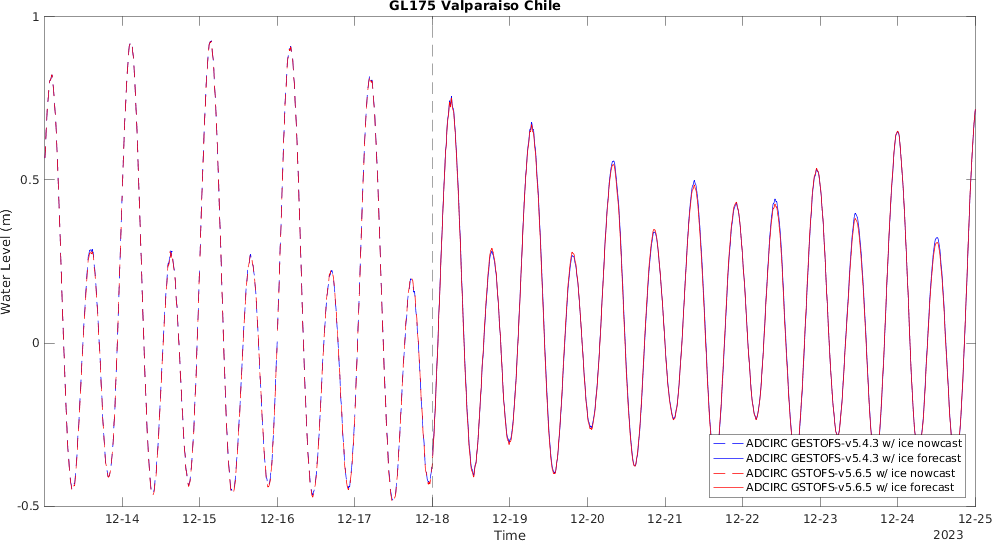 GL175 Valparaiso Chile
1
0.5
0
-0.5
Water Level (m)
12-14 12-15 12-16 12-17 12-18 12-19 12-20 12-21 12-22 12-23 12-24 12-25
Time
2023
ADCIRC GESTOFS-v5.4.3 w/ ice nowcast
ADCIRC GESTOFS-v5.4.3 w/ ice forecast
ADCIRC GSTOFS-v5.6.5 w/ ice nowcast
ADCIRC GSTOFS-v5.6.5 w/ ice forecast